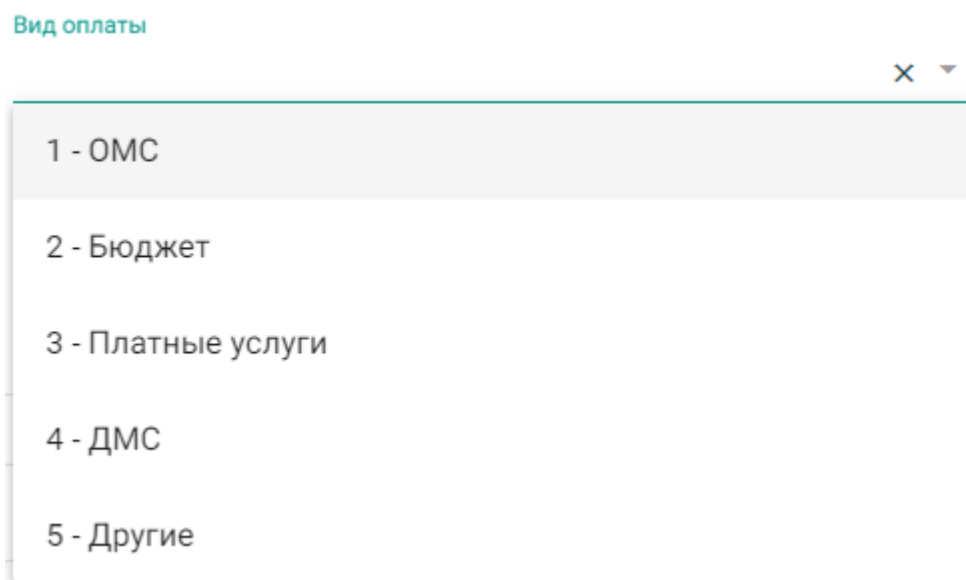 Вид оплаты
1 - ОМС
2 - Бюджет
3 - Платные услуги
4 - ДМС
5 - Другие